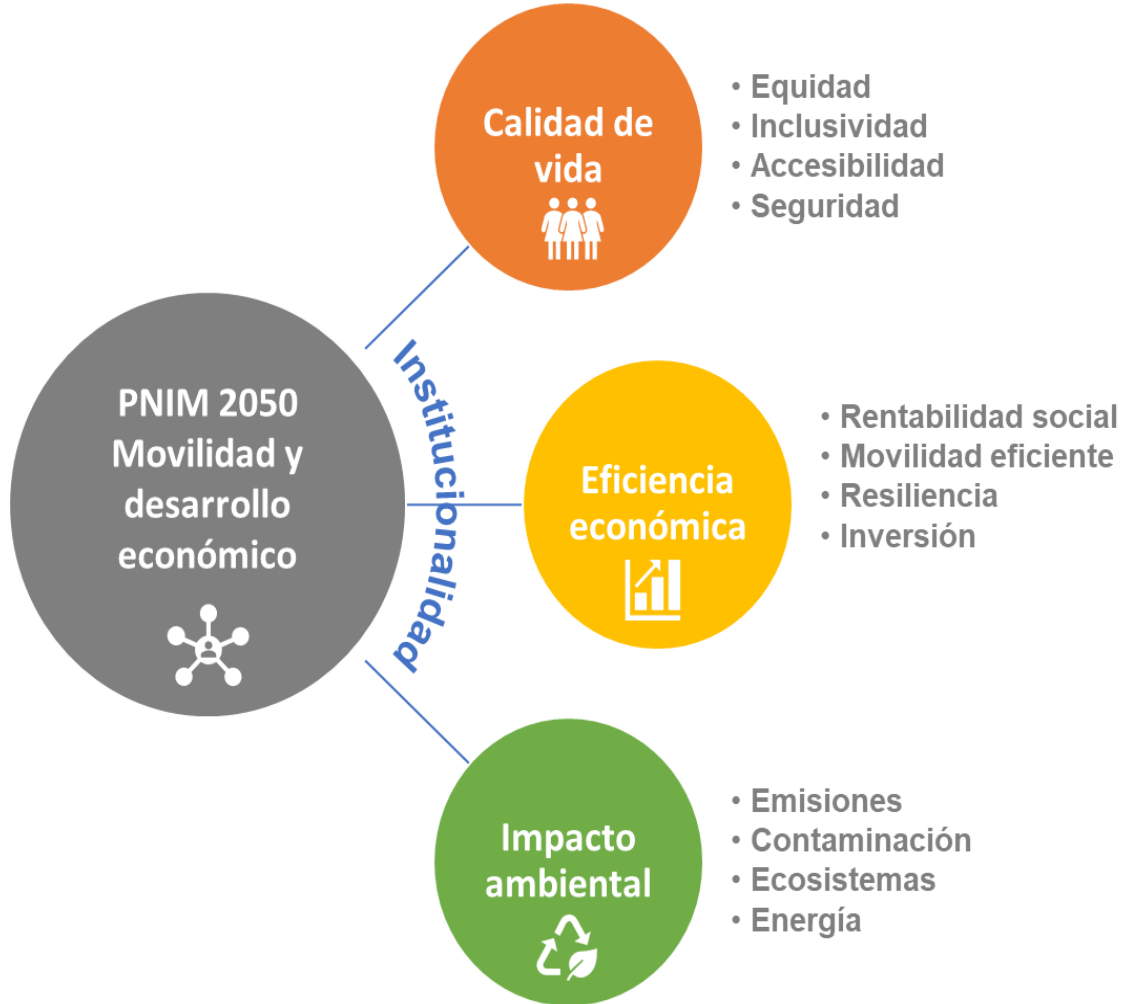 PNIM 2050
Movilidad y
desarrollo
económico
Institucionalidad
Calidad de
vida
• Equidad
• Inclusividad
• Accesibilidad
• Seguridad
Eficiencia
económica
• Rentabilidad social
• Movilidad eficiente
• Resiliencia
• Inversión
Impacto
ambiental
• Emisiones
• Contaminación
• Ecosistemas
• Energía